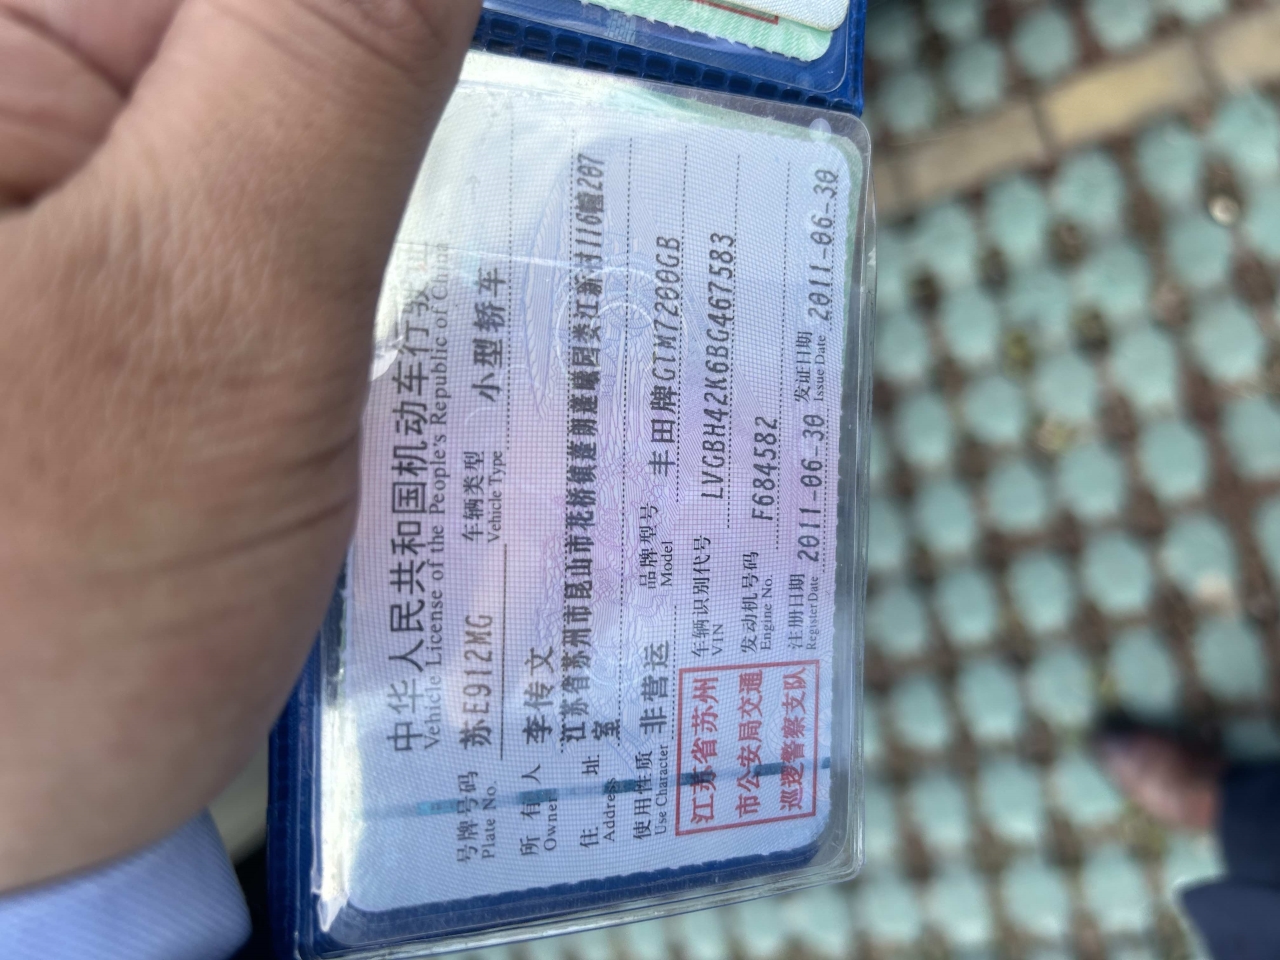 中华人民共和国机动车行驶证
Vehicle License of the People's Republic of China
号牌号码 苏E912MG 车辆类型 小型轿车
Plate No. Vehicle Type
所有人 李传文
Owner
住址 江苏省苏州市昆山市花桥镇蓬朗蓬曦园娄江新村116幢207
Address 室
使用性质 非营运 品牌型号 丰田牌GTM7200GB
Use Character Model
车辆识别代号 LVGBH42K6BG467583
VIN
发动机号码 F684582
Engine No.
注册日期 2011-06-30 发证日期 2011-06-30
Register Date Issue Date
江苏省苏州
市公安局交通
巡逻警察支队